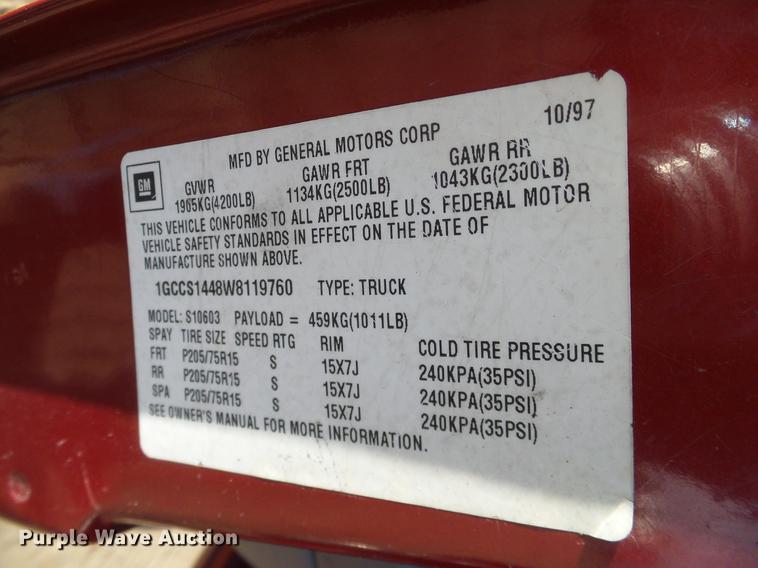 10/97
MFD BY GENERAL MOTORS CORP
GM
GVWR GAWR FRT GAWR RR
1905KG(4200LB) 1134KG(2500LB) 1043KG(2300LB)
THIS VEHICLE CONFORMS TO ALL APPLICABLE U.S. FEDERAL MOTOR
VEHICLE SAFETY STANDARDS IN EFFECT ON THE DATE OF
MANUFACTURE SHOWN ABOVE.
1GCCS1448W8119760 TYPE: TRUCK
MODEL: S10603 PAYLOAD = 459KG(1011LB)
SPAY TIRE SIZE SPEED RTG RIM COLD TIRE PRESSURE
FRT P205/75R15 S 15X7J 240KPA(35PSI)
RR P205/75R15 S 15X7J 240KPA(35PSI)
SPA P205/75R15 S 15X7J 240KPA(35PSI)
SEE OWNER'S MANUAL FOR MORE INFORMATION.
Purple Wave Auction